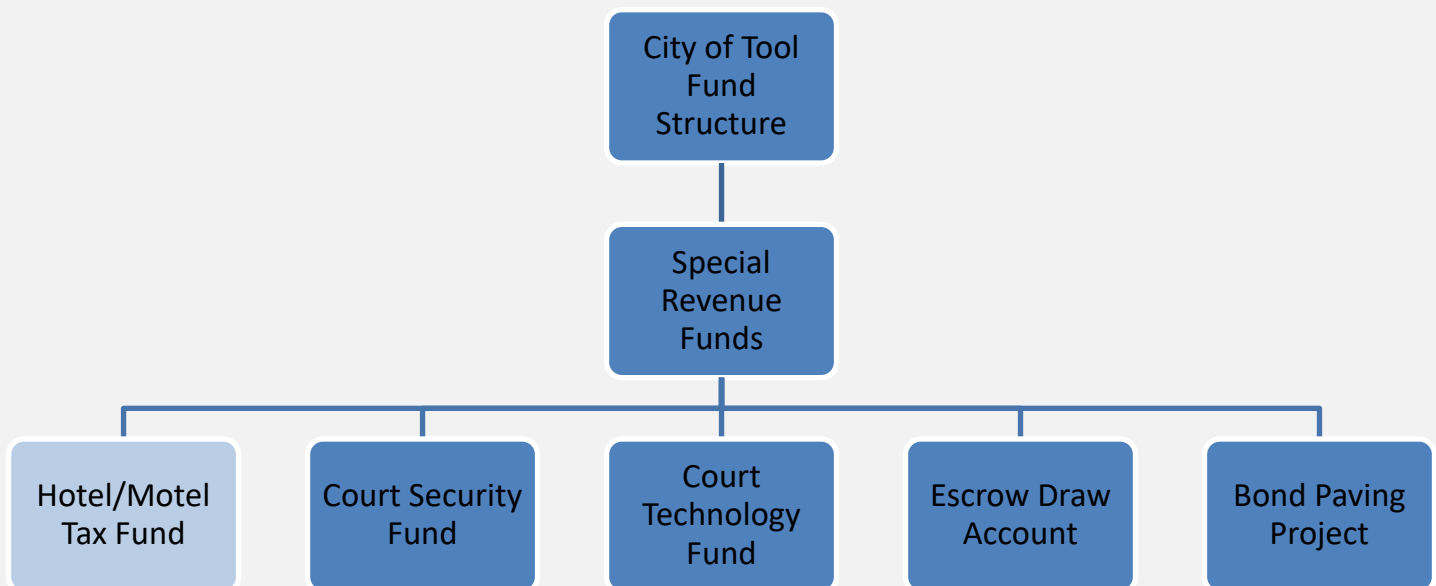 City of Tool
Fund
Structure
Special
Revenue
Funds
Hotel/Motel
Tax Fund
Court Security
Fund
Court
Technology
Fund
Escrow Draw
Account
Bond Paving
Project